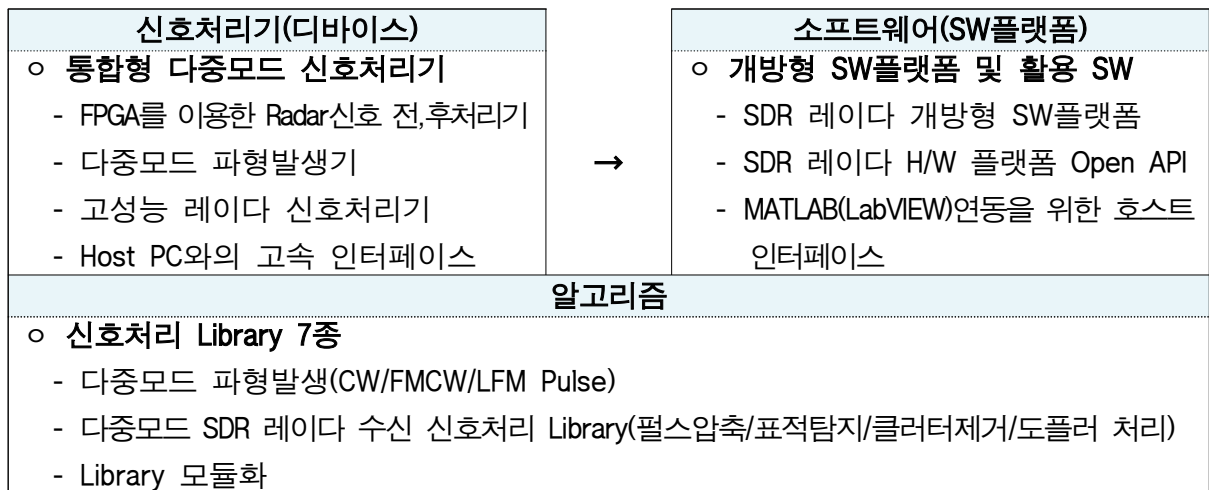 신호처리기(디바이스)
ㅇ 통합형 다중모드 신호처리기
- FPGA를 이용한 Radar신호 전,후처리기
- 다중모드 파형발생기
- 고성능 레이다 신호처리기
- Host PC와의 고속 인터페이스
→
소프트웨어(SW플랫폼)
ㅇ 개방형 SW플랫폼 및 활용 SW
- SDR 레이다 개방형 SW플랫폼
- SDR 레이다 H/W 플랫폼 Open API
- MATLAB(LabVIEW)연동을 위한 호스트
인터페이스
알고리즘
ㅇ 신호처리 Library 7종
- 다중모드 파형발생(CW/FMCW/LFM Pulse)
- 다중모드 SDR 레이다 수신 신호처리 Library(펄스압축/표적탐지/클러터제거/도플러 처리)
- Library 모듈화